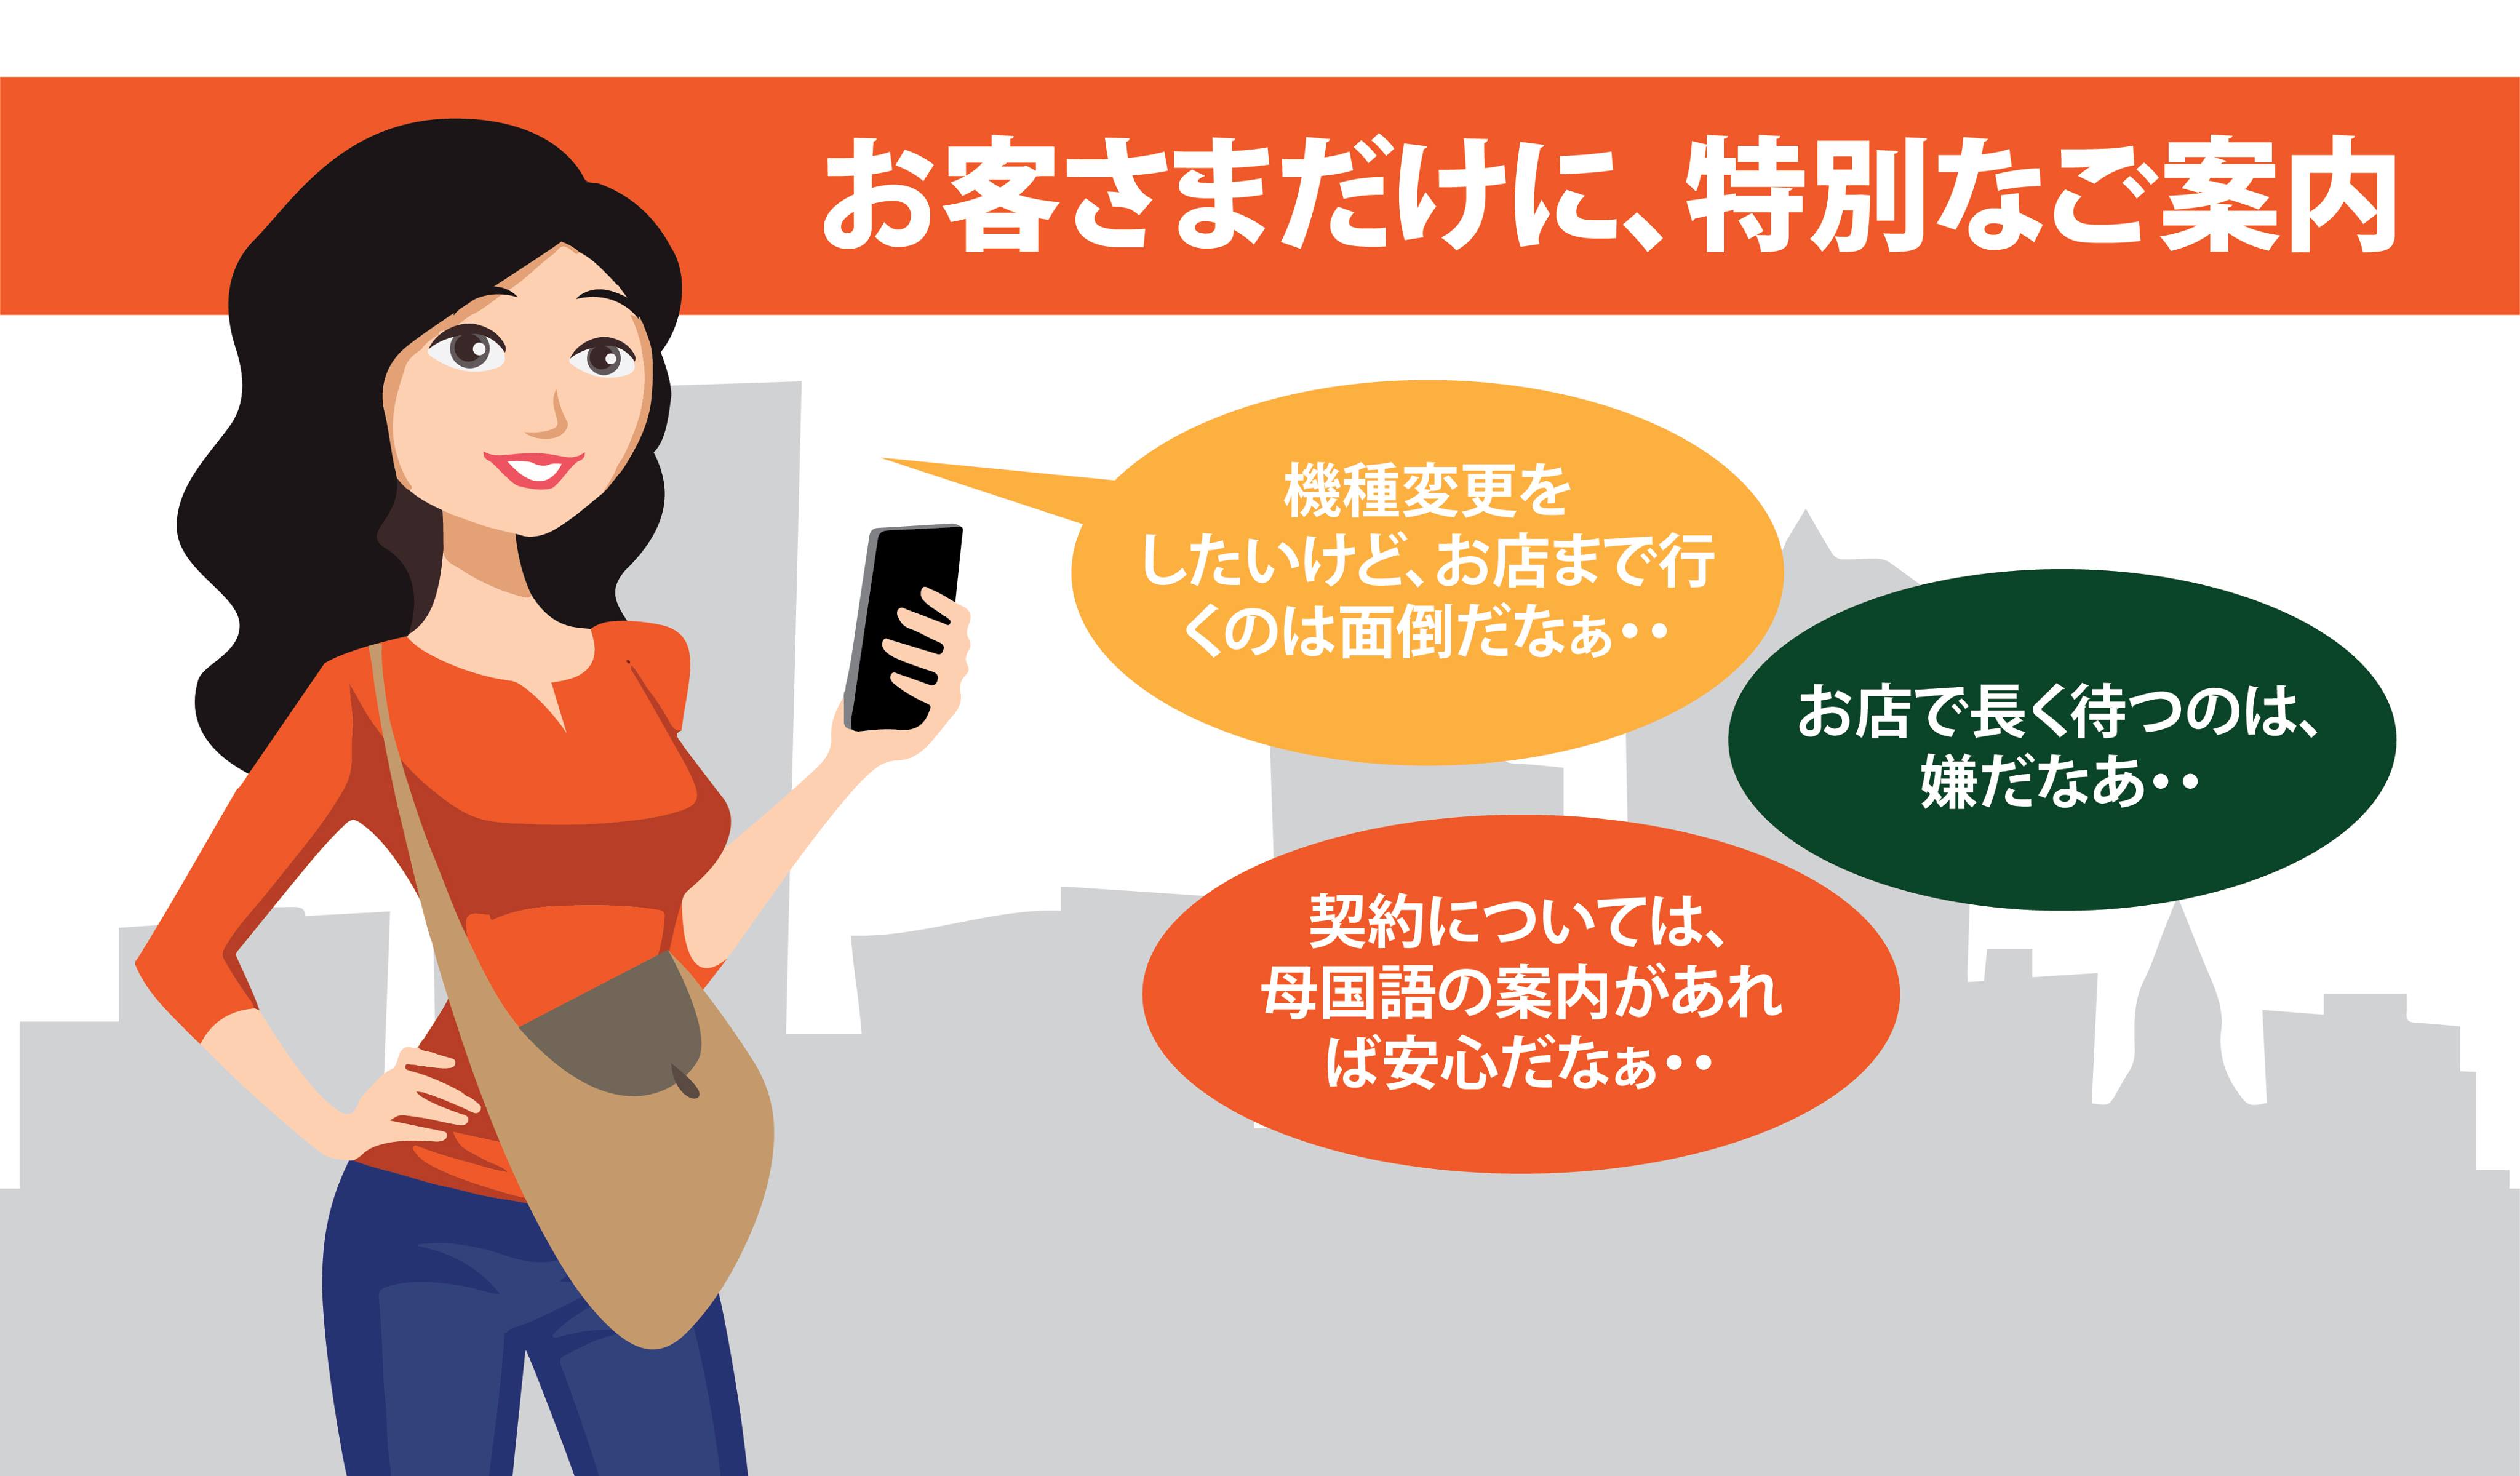 お客さまだけに、特別なご案内
機種変更を
したいけど、お店まで行
くのは面倒だなぁ・・
お店で長く待つのは、
嫌だなあ・・
契約については、
母国語の案内があれ
ば安心だなぁ・・